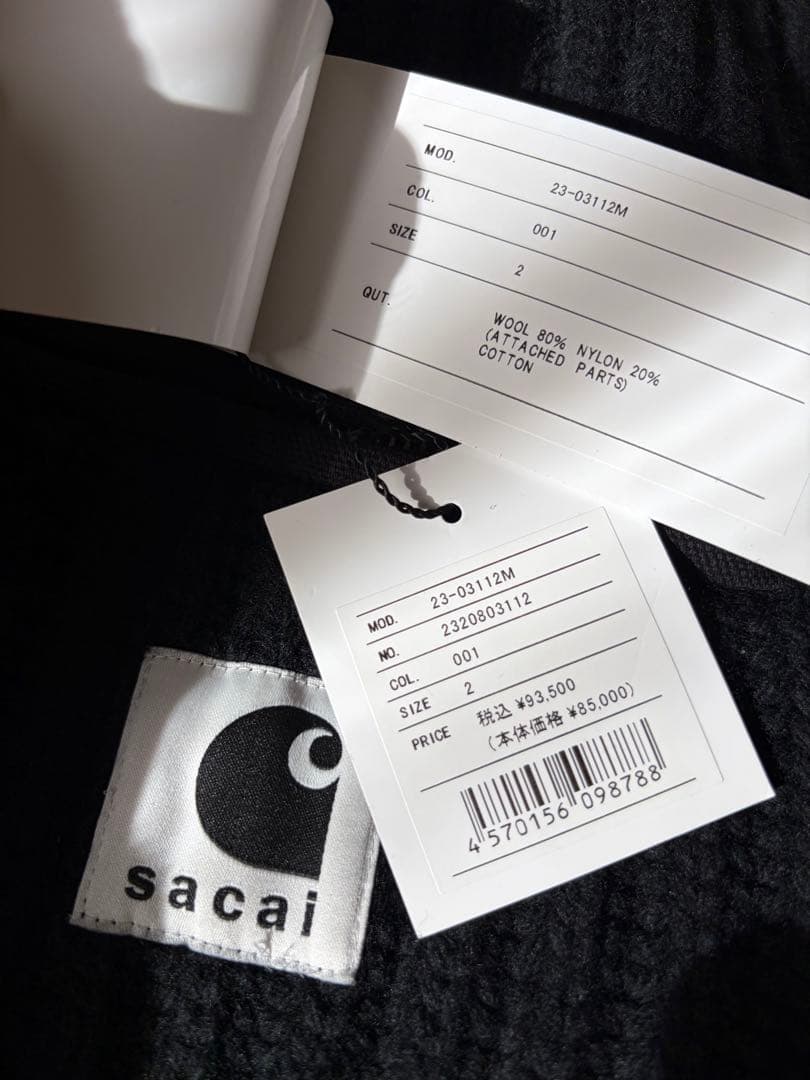 MOD. 23-03112M
COL. 001
SIZE 2
QUT. WOOL 80% NYLON 20%
(ATTACHED PARTS)
COTTON
MOD. 23-03112M
NO. 2320803112
COL. 001
SIZE 2
PRICE 税込 ¥93,500
(本体価格 ¥85,000)
4 570156 098788
sacai